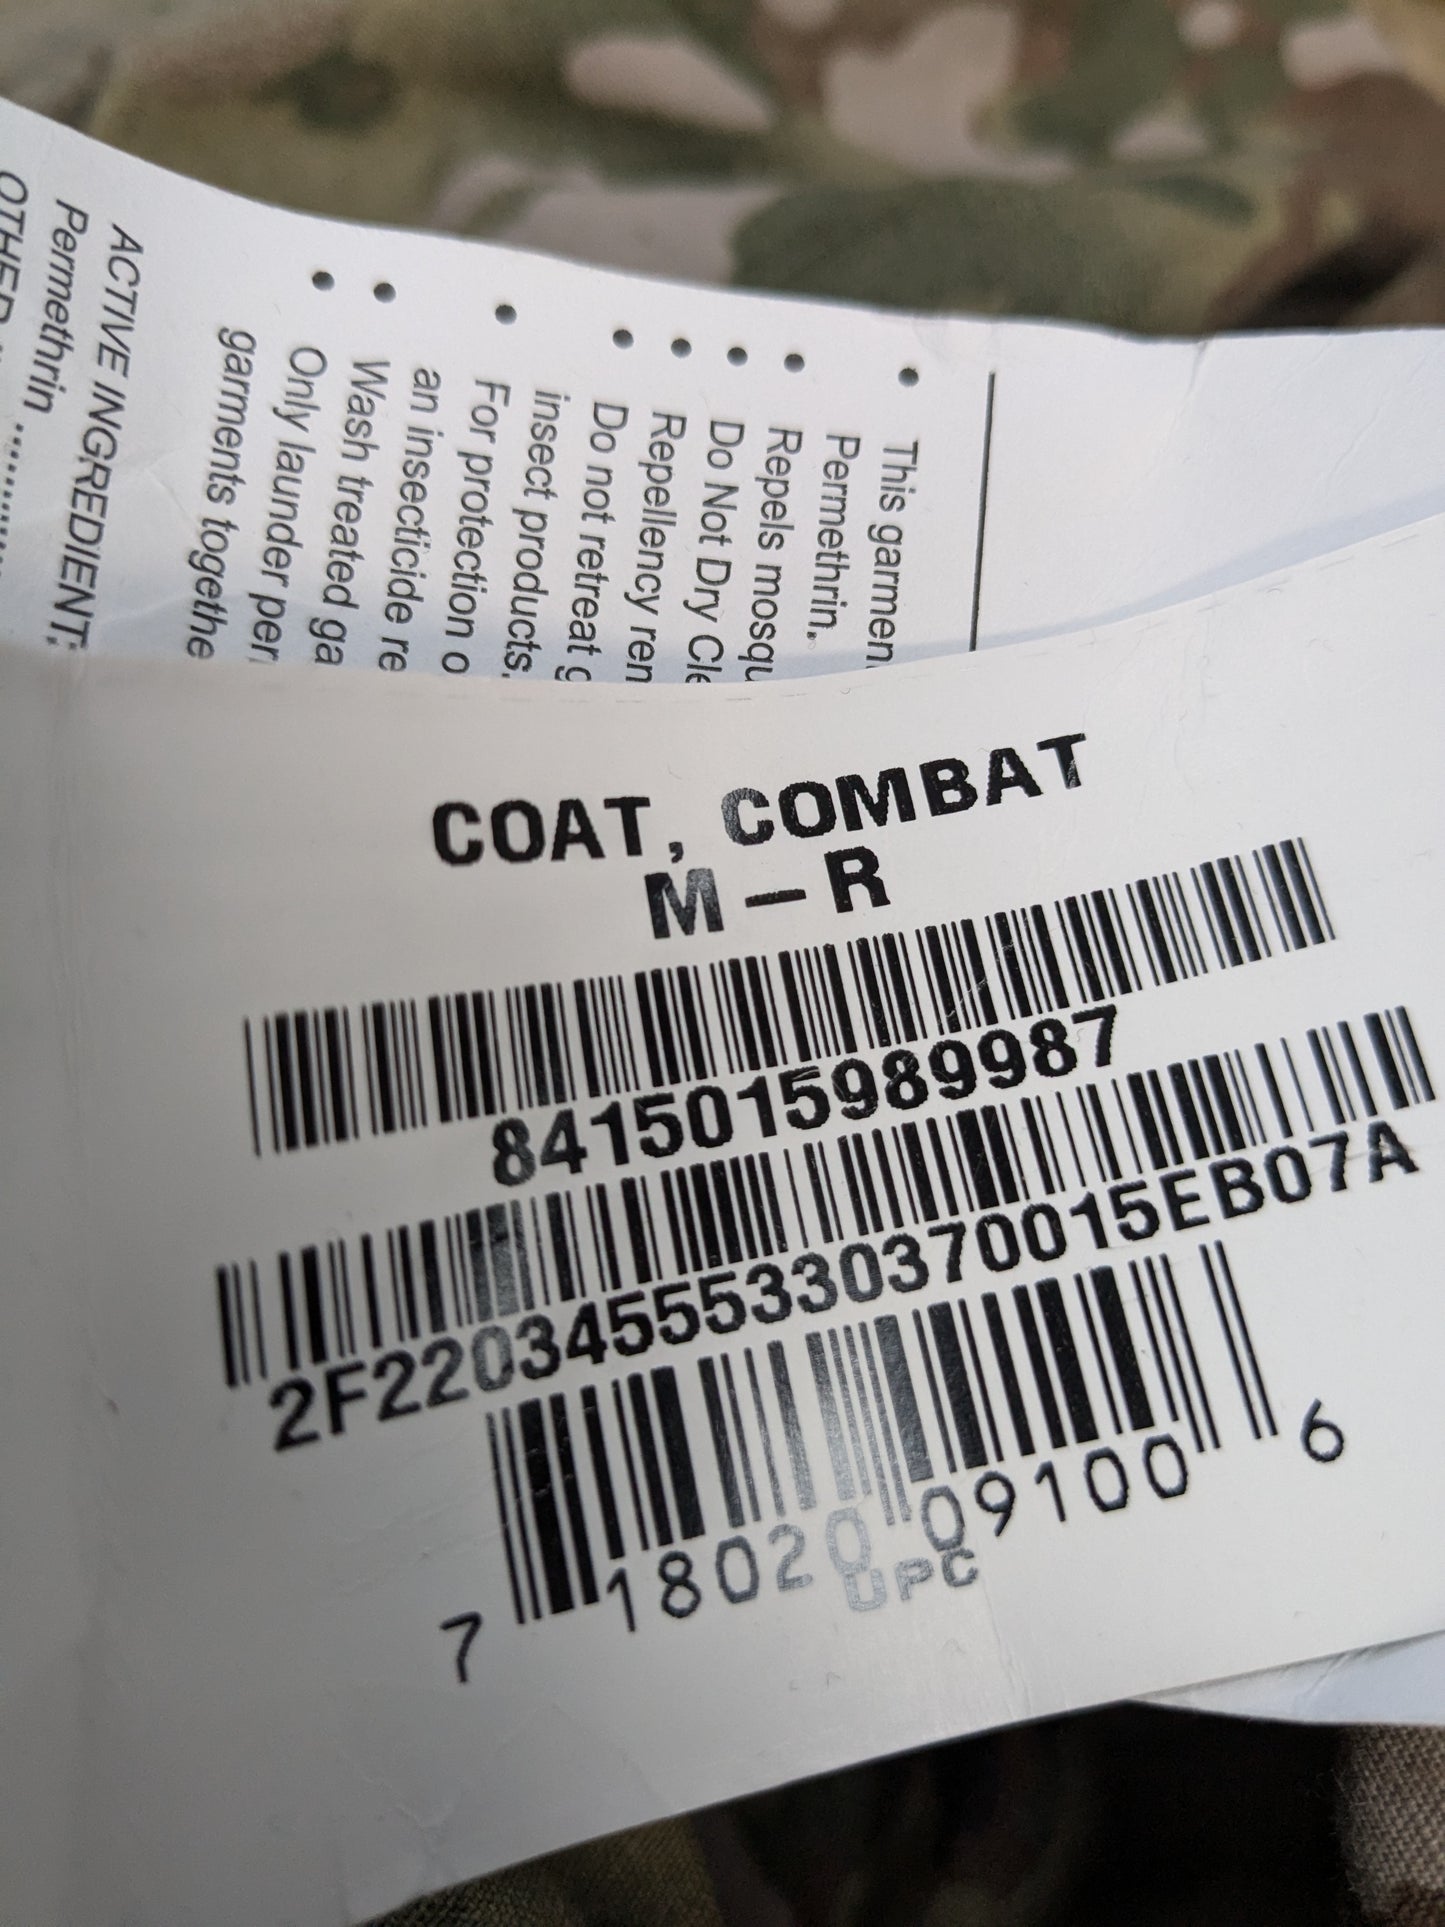 COAT, COMBAT
M – R
8415015989987
2F22034555330370015EB07A
7 18020 09100 6
UPC
This garmen
Permethrin.
Repels mosqu
Do Not Dry Cle
Repellency ren
Do not retreat g
insect products.
For protection o
an insecticide re
Wash treated ga
Only launder per
garments togethe
ACTIVE INGREDIENT:
Permethrin ............
OTHER